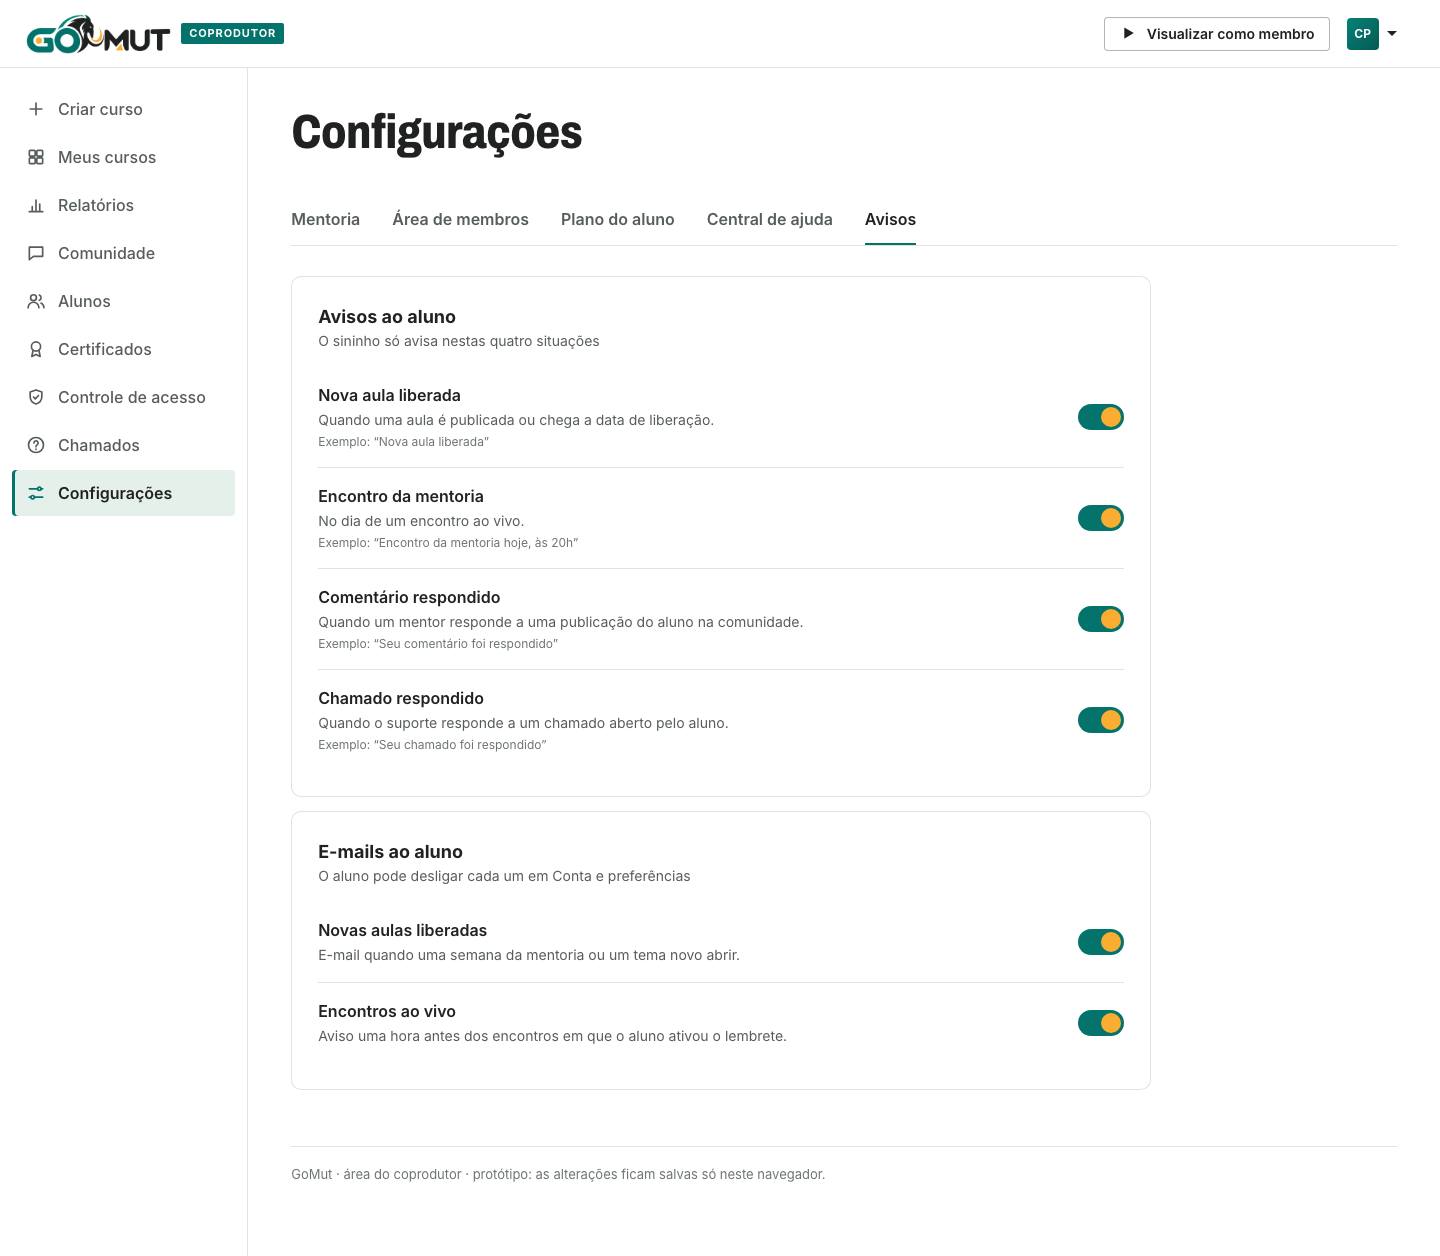 GOMUT
COPRODUTOR
Visualizar como membro
CP
Criar curso
Meus cursos
Relatórios
Comunidade
Alunos
Certificados
Controle de acesso
Chamados
Configurações
Configurações
Mentoria
Área de membros
Plano do aluno
Central de ajuda
Avisos
Avisos ao aluno
O sininho só avisa nestas quatro situações
Nova aula liberada
Quando uma aula é publicada ou chega a data de liberação.
Exemplo: “Nova aula liberada”
Encontro da mentoria
No dia de um encontro ao vivo.
Exemplo: “Encontro da mentoria hoje, às 20h”
Comentário respondido
Quando um mentor responde a uma publicação do aluno na comunidade.
Exemplo: “Seu comentário foi respondido”
Chamado respondido
Quando o suporte responde a um chamado aberto pelo aluno.
Exemplo: “Seu chamado foi respondido”
E-mails ao aluno
O aluno pode desligar cada um em Conta e preferências
Novas aulas liberadas
E-mail quando uma semana da mentoria ou um tema novo abrir.
Encontros ao vivo
Aviso uma hora antes dos encontros em que o aluno ativou o lembrete.
GoMut · área do coprodutor · protótipo: as alterações ficam salvas só neste navegador.